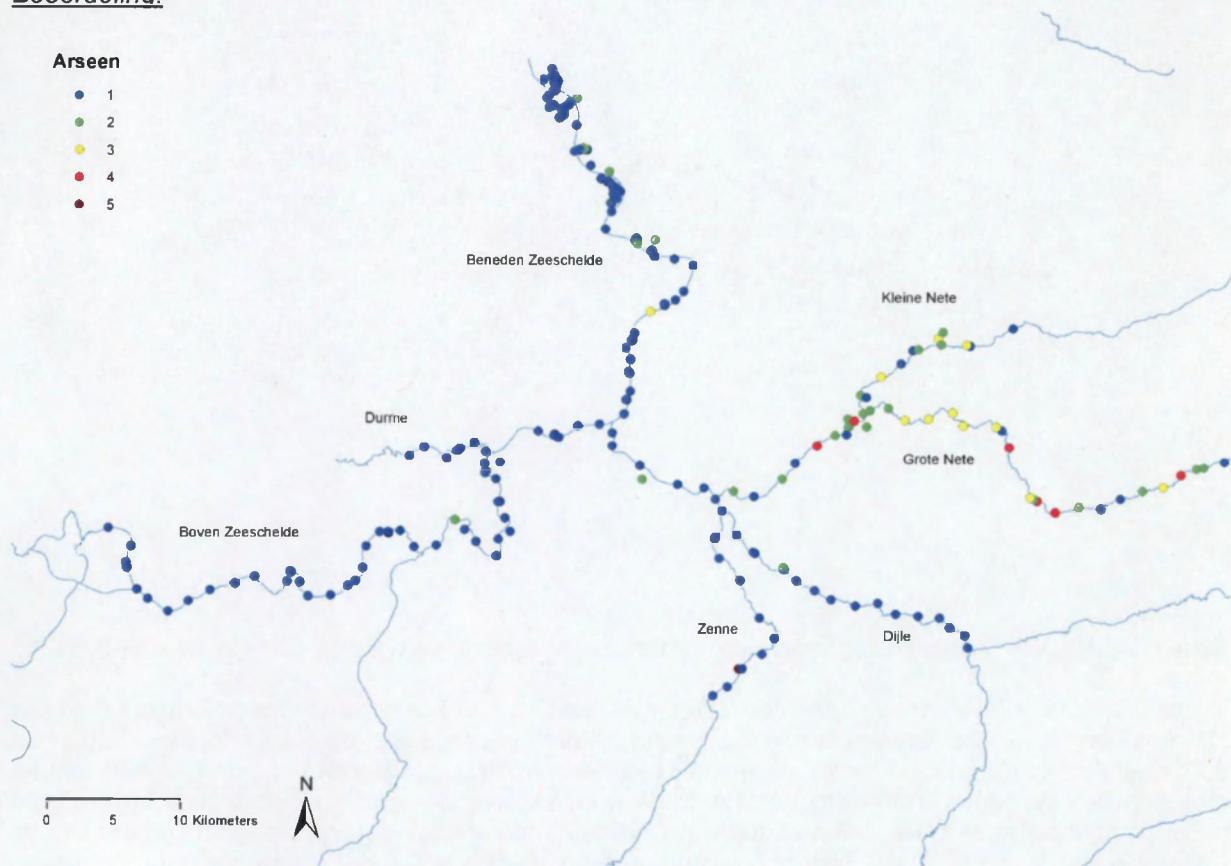 Beoordeling:
Arseen
1
2
3
4
5
Beneden Zeeschelde
Kleine Nete
Durme
Grote Nete
Boven Zeeschelde
Zenne
Dijle
N
0 5 10 Kilometers